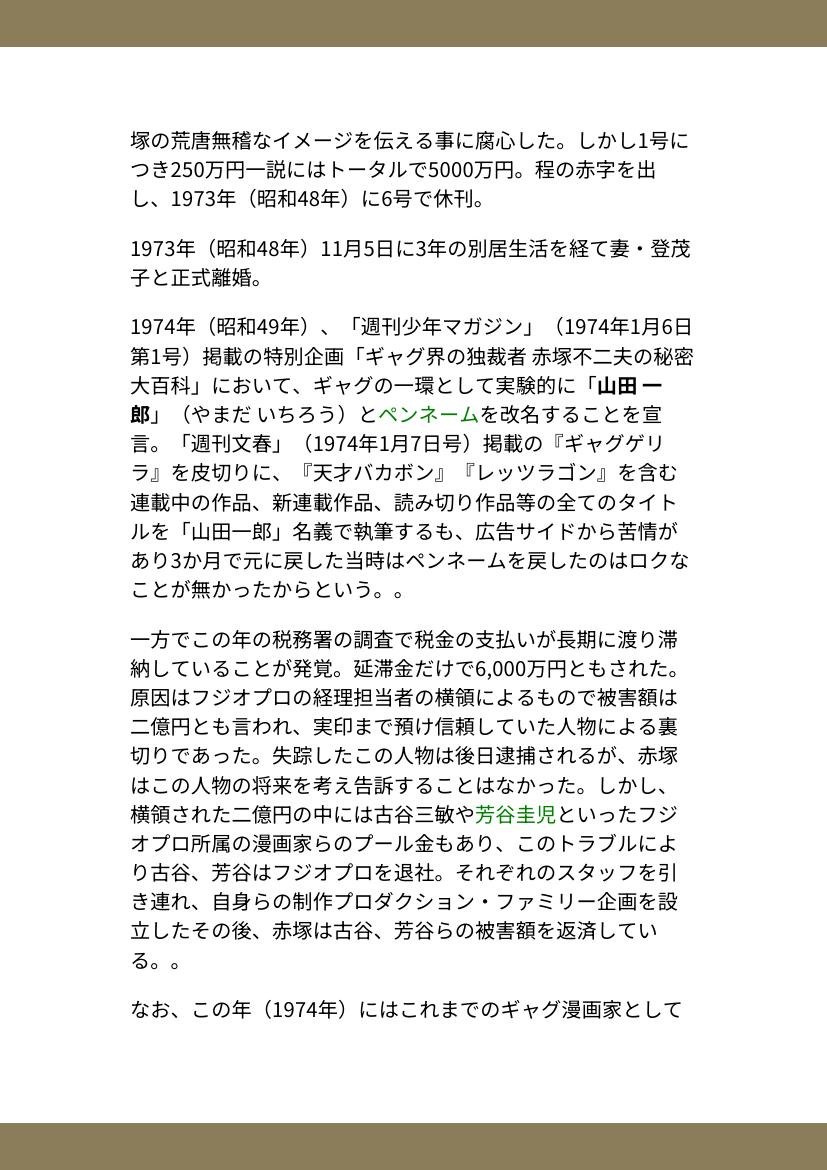 塚の荒唐無稽なイメージを伝える事に腐心した。しかし1号に
つき250万円一説にはトータルで5000万円。程の赤字を出
し、1973年（昭和48年）に6号で休刊。
1973年（昭和48年）11月5日に3年の別居生活を経て妻・登茂
子と正式離婚。
1974年（昭和49年）、「週刊少年マガジン」（1974年1月6日
第1号）掲載の特別企画「ギャグ界の独裁者 赤塚不二夫の秘密
大百科」において、ギャグの一環として実験的に「山田 一
郎」（やまだ いちろう）とペンネームを改名することを宣
言。「週刊文春」（1974年1月7日号）掲載の『ギャグゲリ
ラ』を皮切りに、『天才バカボン』『レッツラゴン』を含む
連載中の作品、新連載作品、読み切り作品等の全てのタイト
ルを「山田一郎」名義で執筆するも、広告サイドから苦情が
あり3か月で元に戻した当時はペンネームを戻したのはロクな
ことが無かったからという。。
一方でこの年の税務署の調査で税金の支払いが長期に渡り滞
納していることが発覚。延滞金だけで6,000万円ともされた。
原因はフジオプロの経理担当者の横領によるもので被害額は
二億円とも言われ、実印まで預け信頼していた人物による裏
切りであった。失踪したこの人物は後日逮捕されるが、赤塚
はこの人物の将来を考え告訴することはなかった。しかし、
横領された二億円の中には古谷三敏や芳谷圭児といったフジ
オプロ所属の漫画家らのプール金もあり、このトラブルによ
り古谷、芳谷はフジオプロを退社。それぞれのスタッフを引
き連れ、自身らの制作プロダクション・ファミリー企画を設
立したその後、赤塚は古谷、芳谷らの被害額を返済してい
る。。
なお、この年（1974年）にはこれまでのギャグ漫画家として